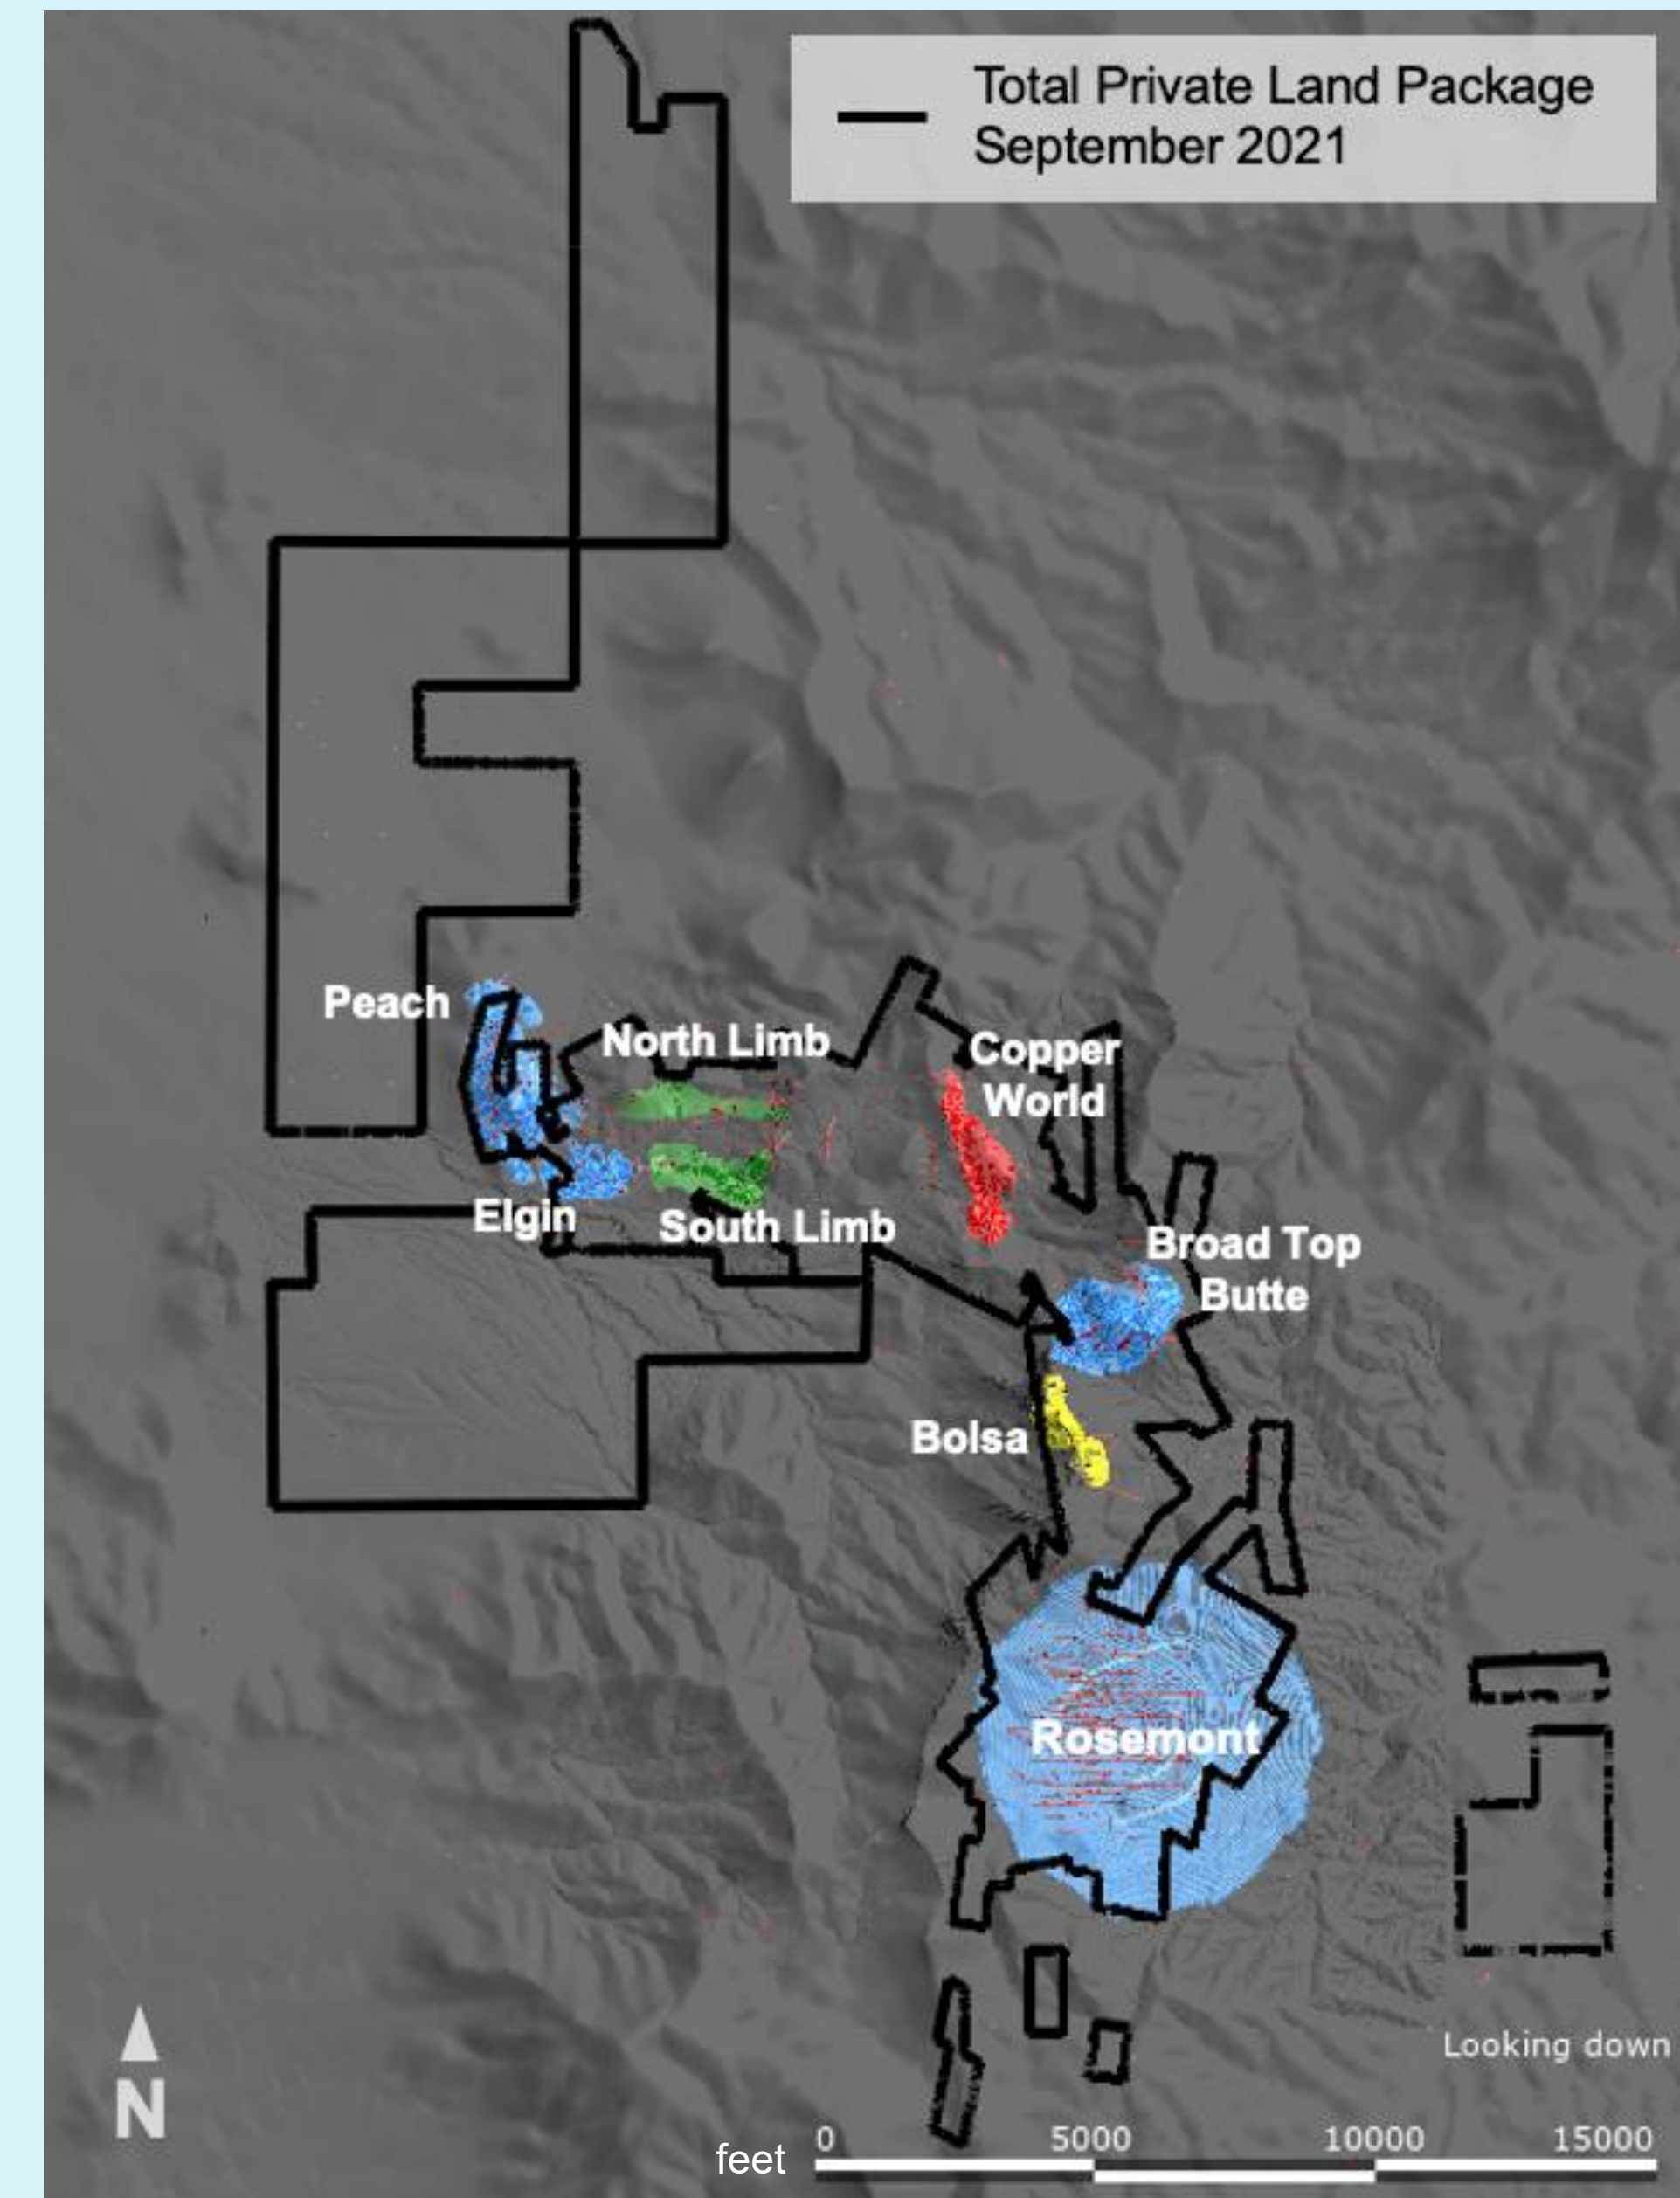 Total Private Land Package
September 2021
Peach
North Limb
Copper
World
Elgin
South Limb
Broad Top
Butte
Bolsa
Rosemont
Looking down
N
feet
0 5000 10000 15000